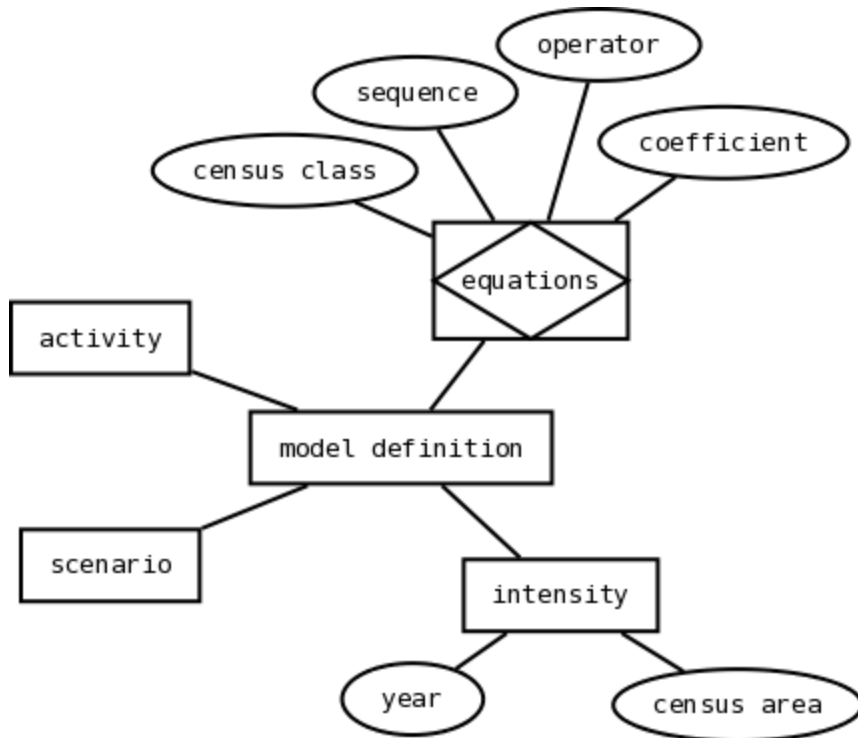 operator
sequence
coefficient
census class
equations
activity
model definition
scenario
intensity
year
census area